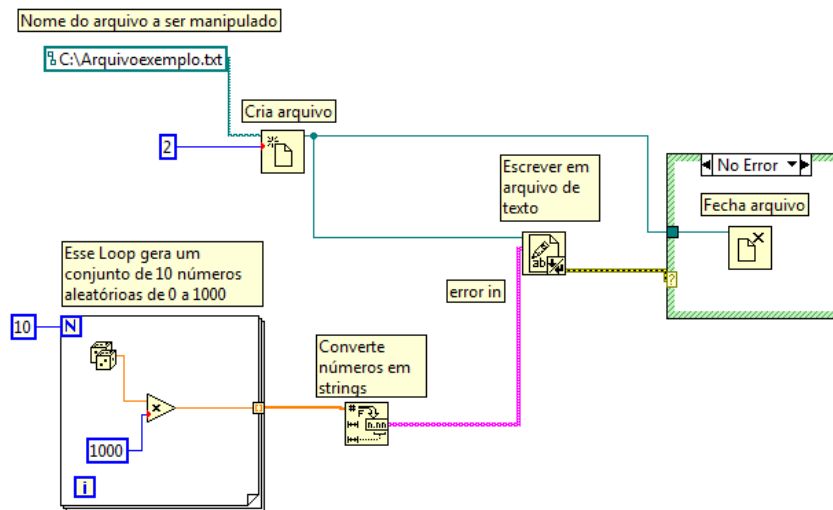 Nome do arquivo a ser manipulado
C:\Arquivoexemplo.txt
Cria arquivo
2
Escrever em
arquivo de
texto
No Error
Fecha arquivo
ab
?
error in
Esse Loop gera um
conjunto de 10 números
aleatórioas de 0 a 1000
10
N
Converte
números em
strings
#
F
n.nn
x
1000
i